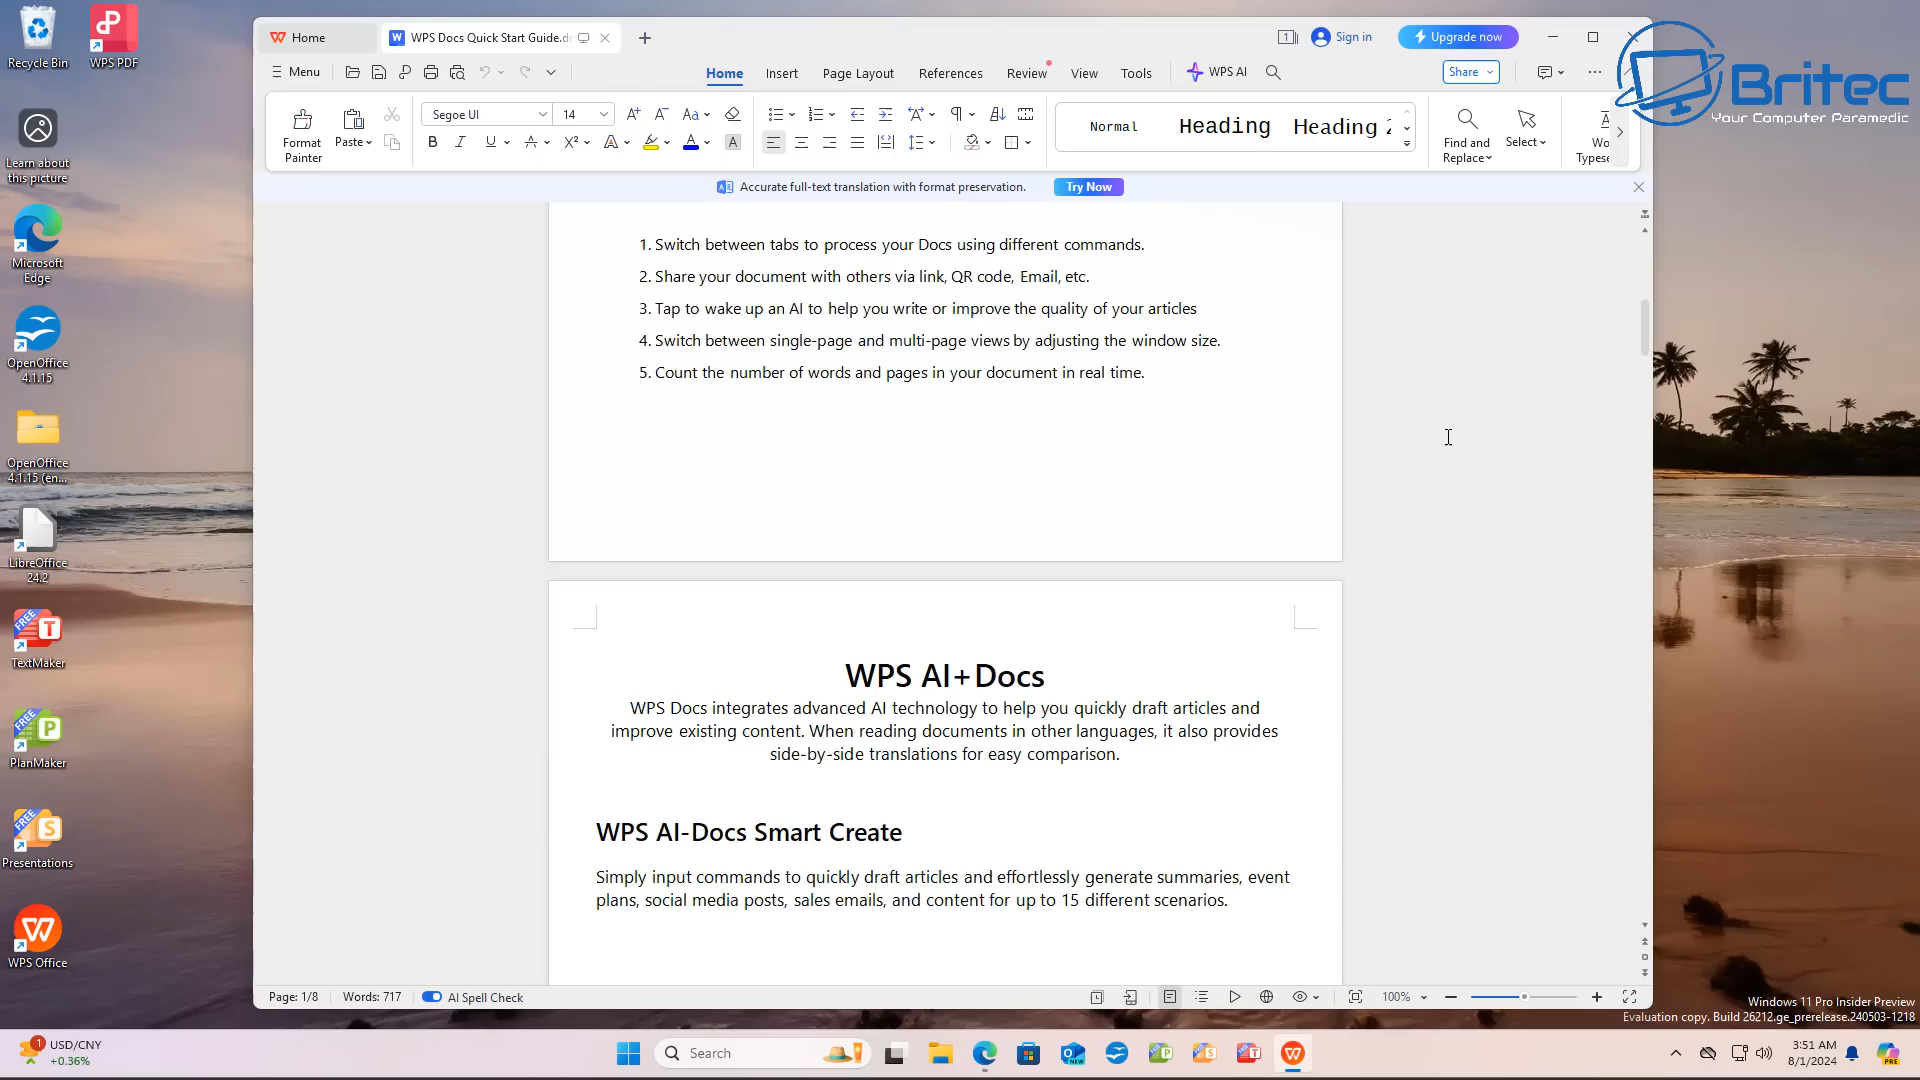 Recycle Bin
WPS PDF
Learn about
this picture
Microsoft
Edge
OpenOffice
4.1.15
OpenOffice
4.1.15 (en...
LibreOffice
24.2
FREE
TextMaker
FREE
PlanMaker
FREE
Presentations
WPS Office
Home
WPS Docs Quick Start Guide.d
Sign in
Upgrade now
Menu
Home
Insert
Page Layout
References
Review
View
Tools
WPS AI
Share
Format
Painter
Paste
Segoe UI
14
Normal
Heading
Heading 2
Find and
Replace
Select
Wo
Typese
Britec
Your Computer Paramedic
Accurate full-text translation with format preservation.
Try Now
1. Switch between tabs to process your Docs using different commands.
2. Share your document with others via link, QR code, Email, etc.
3. Tap to wake up an AI to help you write or improve the quality of your articles
4. Switch between single-page and multi-page views by adjusting the window size.
5. Count the number of words and pages in your document in real time.
WPS AI+Docs
WPS Docs integrates advanced AI technology to help you quickly draft articles and
improve existing content. When reading documents in other languages, it also provides
side-by-side translations for easy comparison.
WPS AI-Docs Smart Create
Simply input commands to quickly draft articles and effortlessly generate summaries, event
plans, social media posts, sales emails, and content for up to 15 different scenarios.
Page: 1/8
Words: 717
AI Spell Check
100%
Windows 11 Pro Insider Preview
Evaluation copy. Build 26212.ge_prerelease.240503-1218
1
USD/CNY
+0.36%
Search
3:51 AM
8/1/2024